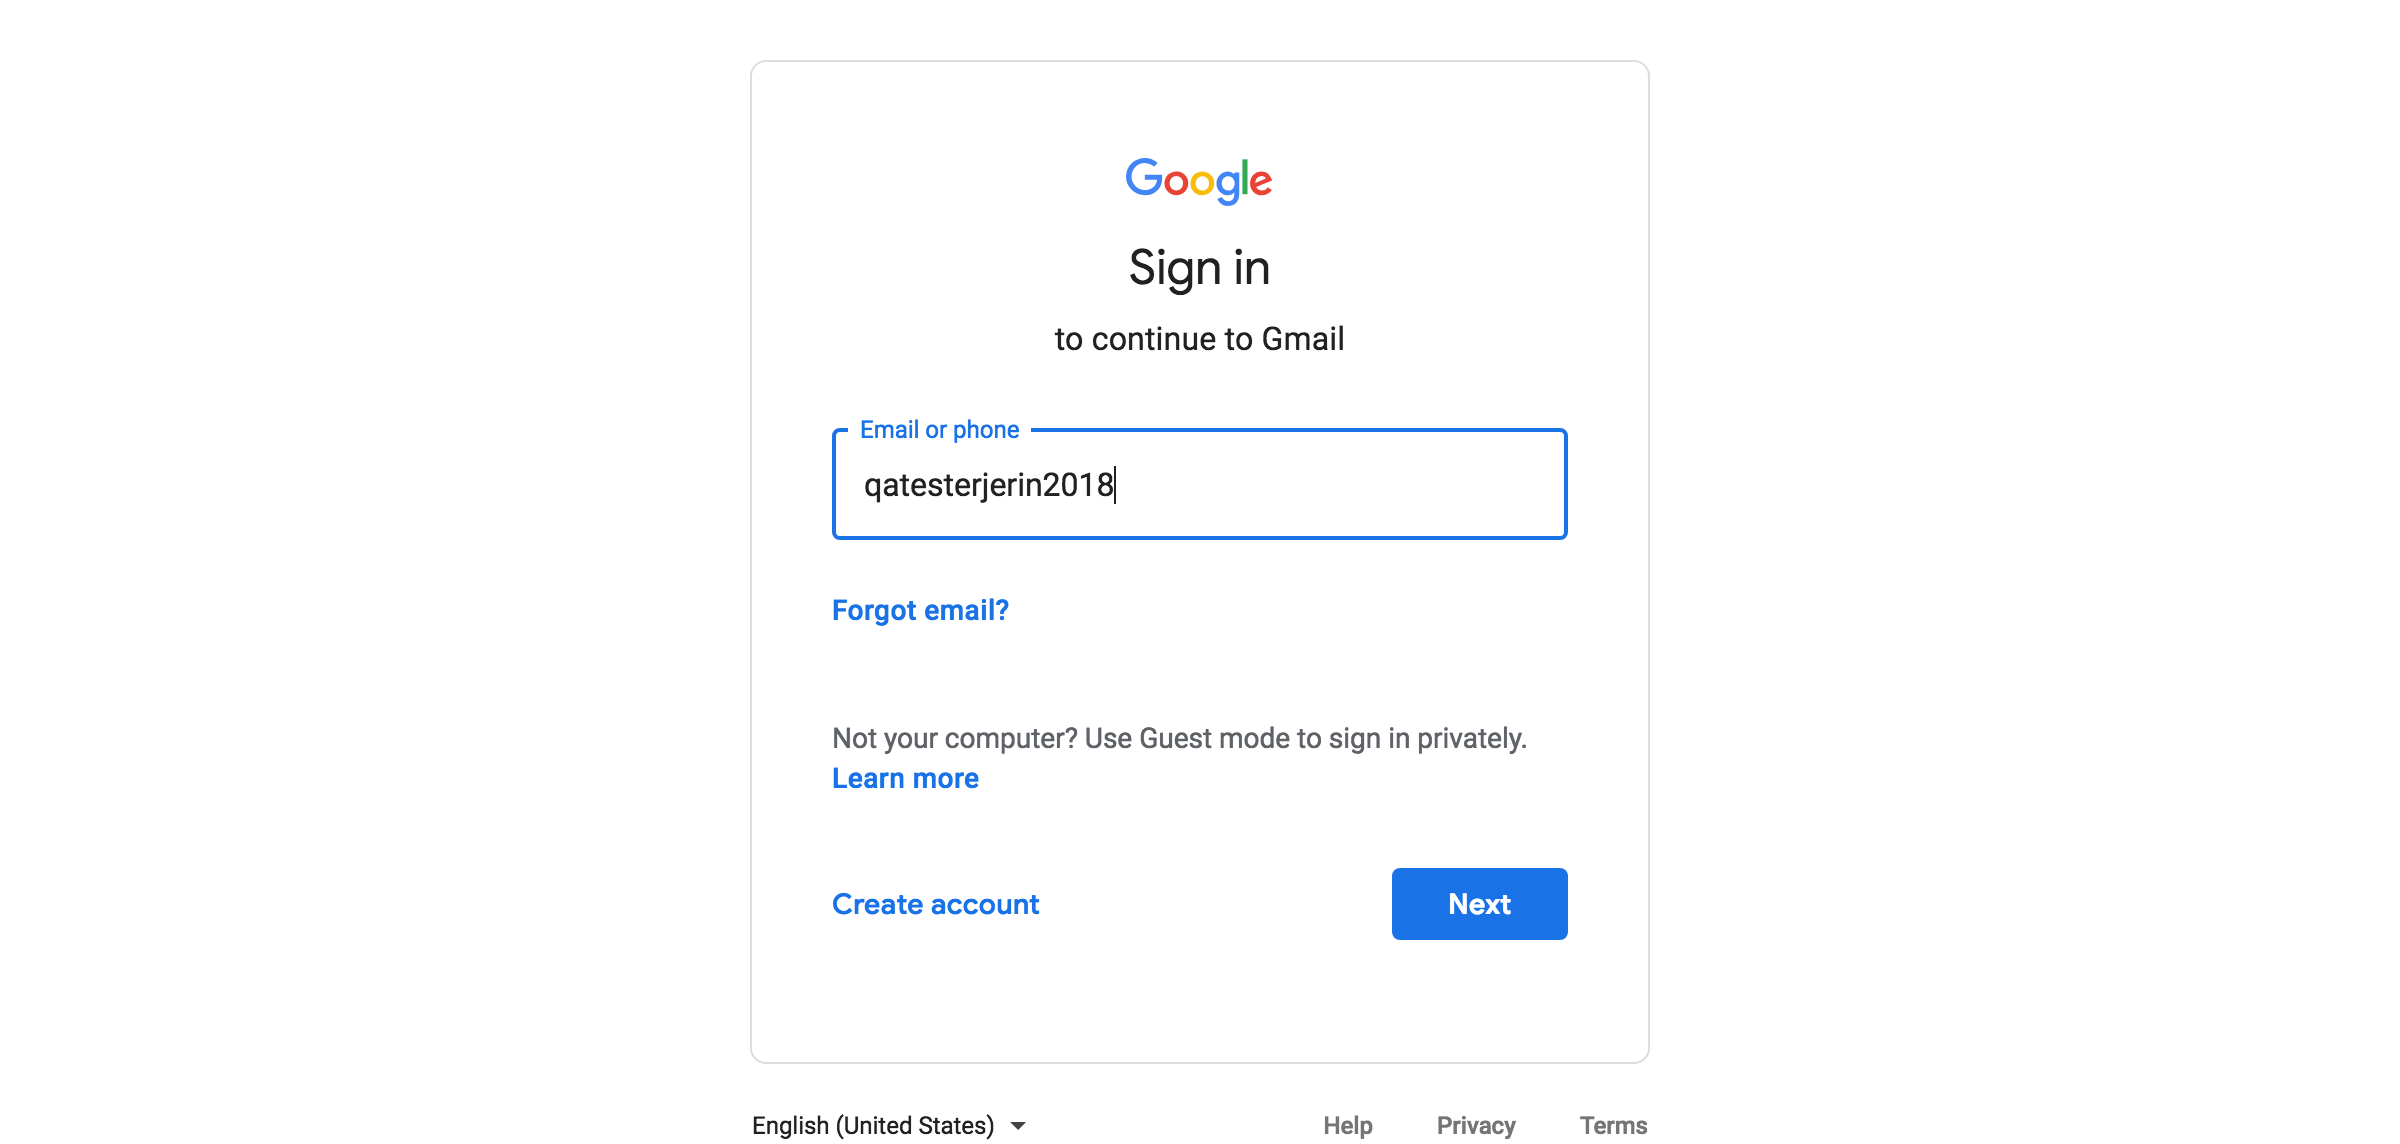 Google
Sign in
to continue to Gmail
Email or phone
qatesterjerin2018
Forgot email?
Not your computer? Use Guest mode to sign in privately.
Learn more
Create account
Next
English (United States)
Help
Privacy
Terms